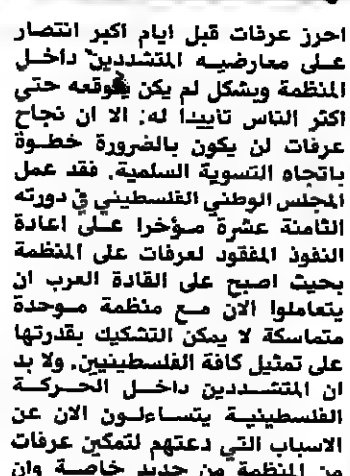 احرز عرفات قبل ايام اكبر انتصار
على معارضيه المتشددين داخل
المنظمة وبشكل لم يكن يتوقعه حتى
اكثر الناس تاييدا له: الا ان نجاح
عرفات لن يكون بالضرورة خطوة
باتجاه التسوية السلمية. فقد عمل
المجلس الوطني الفلسطيني في دورته
الثامنة عشرة مؤخرا على اعادة
النفوذ المفقود لعرفات على المنظمة
بحيث اصبح على القادة العرب ان
يتعاملوا الان مع منظمة موحدة
متماسكة لا يمكن التشكيك بقدرتها
على تمثيل كافة الفلسطينيين. ولا بد
ان المتشددين داخل الحركة
الفلسطينية يتساءلون الان عن
الاسباب التي دعتهم لتمكين عرفات
من المنظمة من جديد خاصة وان